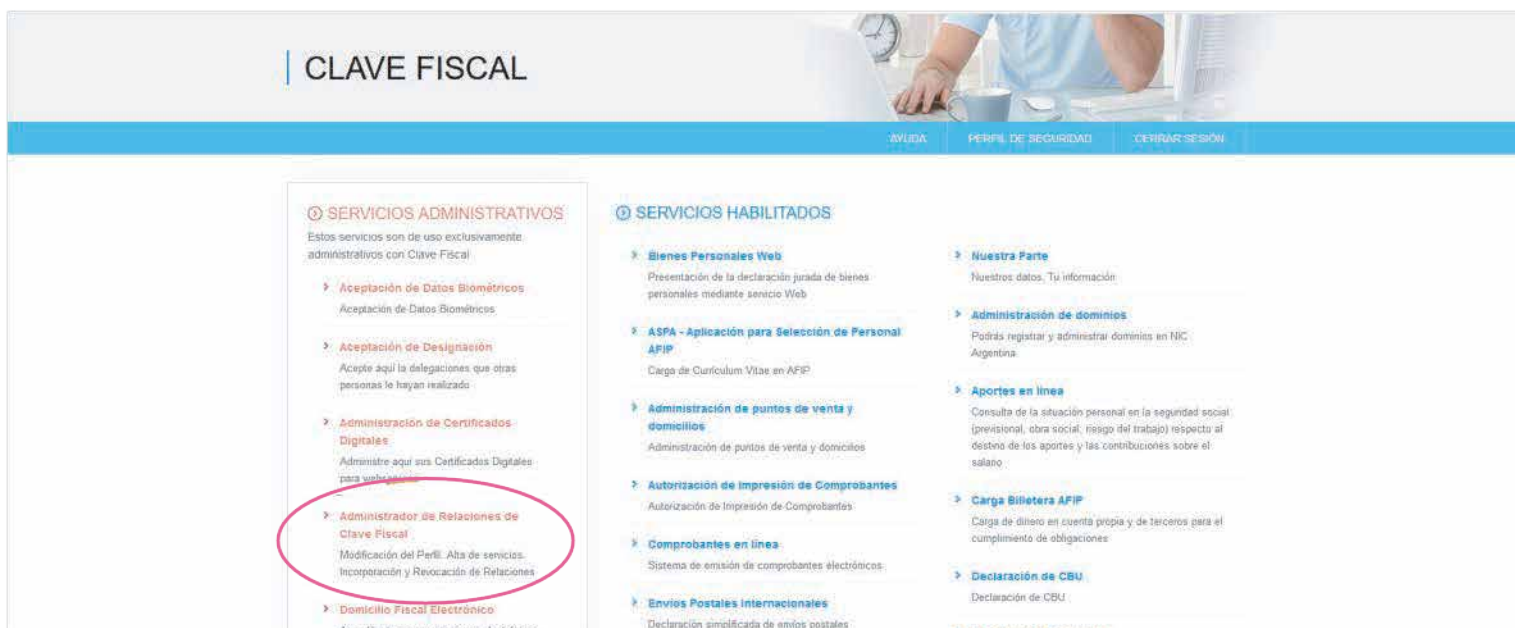 CLAVE FISCAL
AYUDA
PERFIL DE SEGURIDAD
CERRAR SESIÓN
SERVICIOS ADMINISTRATIVOS
Estos servicios son de uso exclusivamente
administrativos con Clave Fiscal
Aceptación de Datos Biométricos
Aceptación de Datos Biométricos
Aceptación de Designación
Acepte aquí la delegaciones que otras
personas le hayan realizado
Administración de Certificados
Digitales
Administre aquí sus Certificados Digitales
para
Administrador de Relaciones de
Clave Fiscal
Modificación del Perfil. Alta de servicios.
Incorporación y Revocación de Relaciones
Domicilio Fiscal Electrónico
SERVICIOS HABILITADOS
Bienes Personales Web
Presentación de la declaración jurada de bienes
personales mediante servicio Web
ASPA - Aplicación para Selección de Personal
AFIP
Carga de Curriculum Vitae en AFIP
Administración de puntos de venta y
domicilios
Administración de puntos de venta y domicilios
Autorización de Impresión de Comprobantes
Autorización de Impresión de Comprobantes
Comprobantes en línea
Sistema de emisión de comprobantes electrónicos
Envíos Postales Internacionales
Declaración simplificada de envíos postales
Nuestra Parte
Nuestros datos. Tu información
Administración de dominios
Podrás registrar y administrar dominios en NIC
Argentina.
Aportes en línea
Consulta de la situación personal en la seguridad social
(previsional, obra social, riesgo del trabajo) respecto al
destino de los aportes y las contribuciones sobre el
salario
Carga Billetera AFIP
Carga de dinero en cuenta propia y de terceros para el
cumplimiento de obligaciones
Declaración de CBU
Declaración de CBU